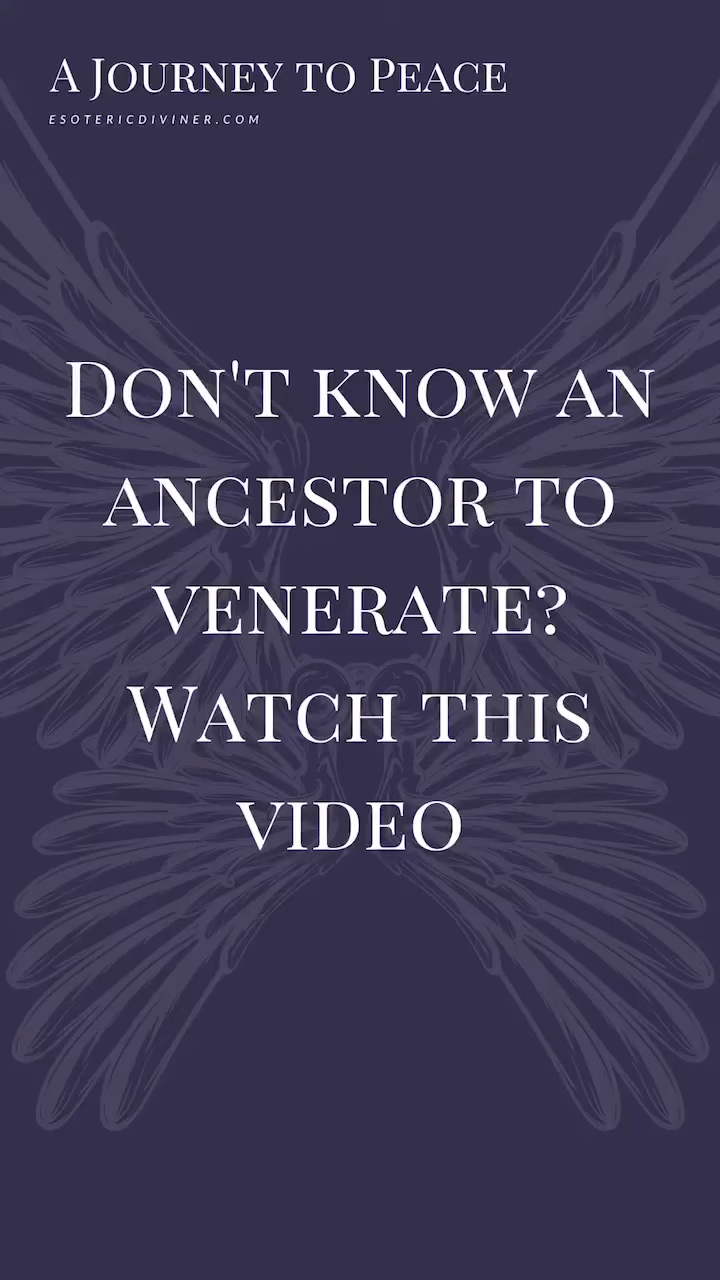 A Journey to Peace
ESOTERICDIVINER.COM
Don't know an
ancestor to
venerate?
Watch this
video